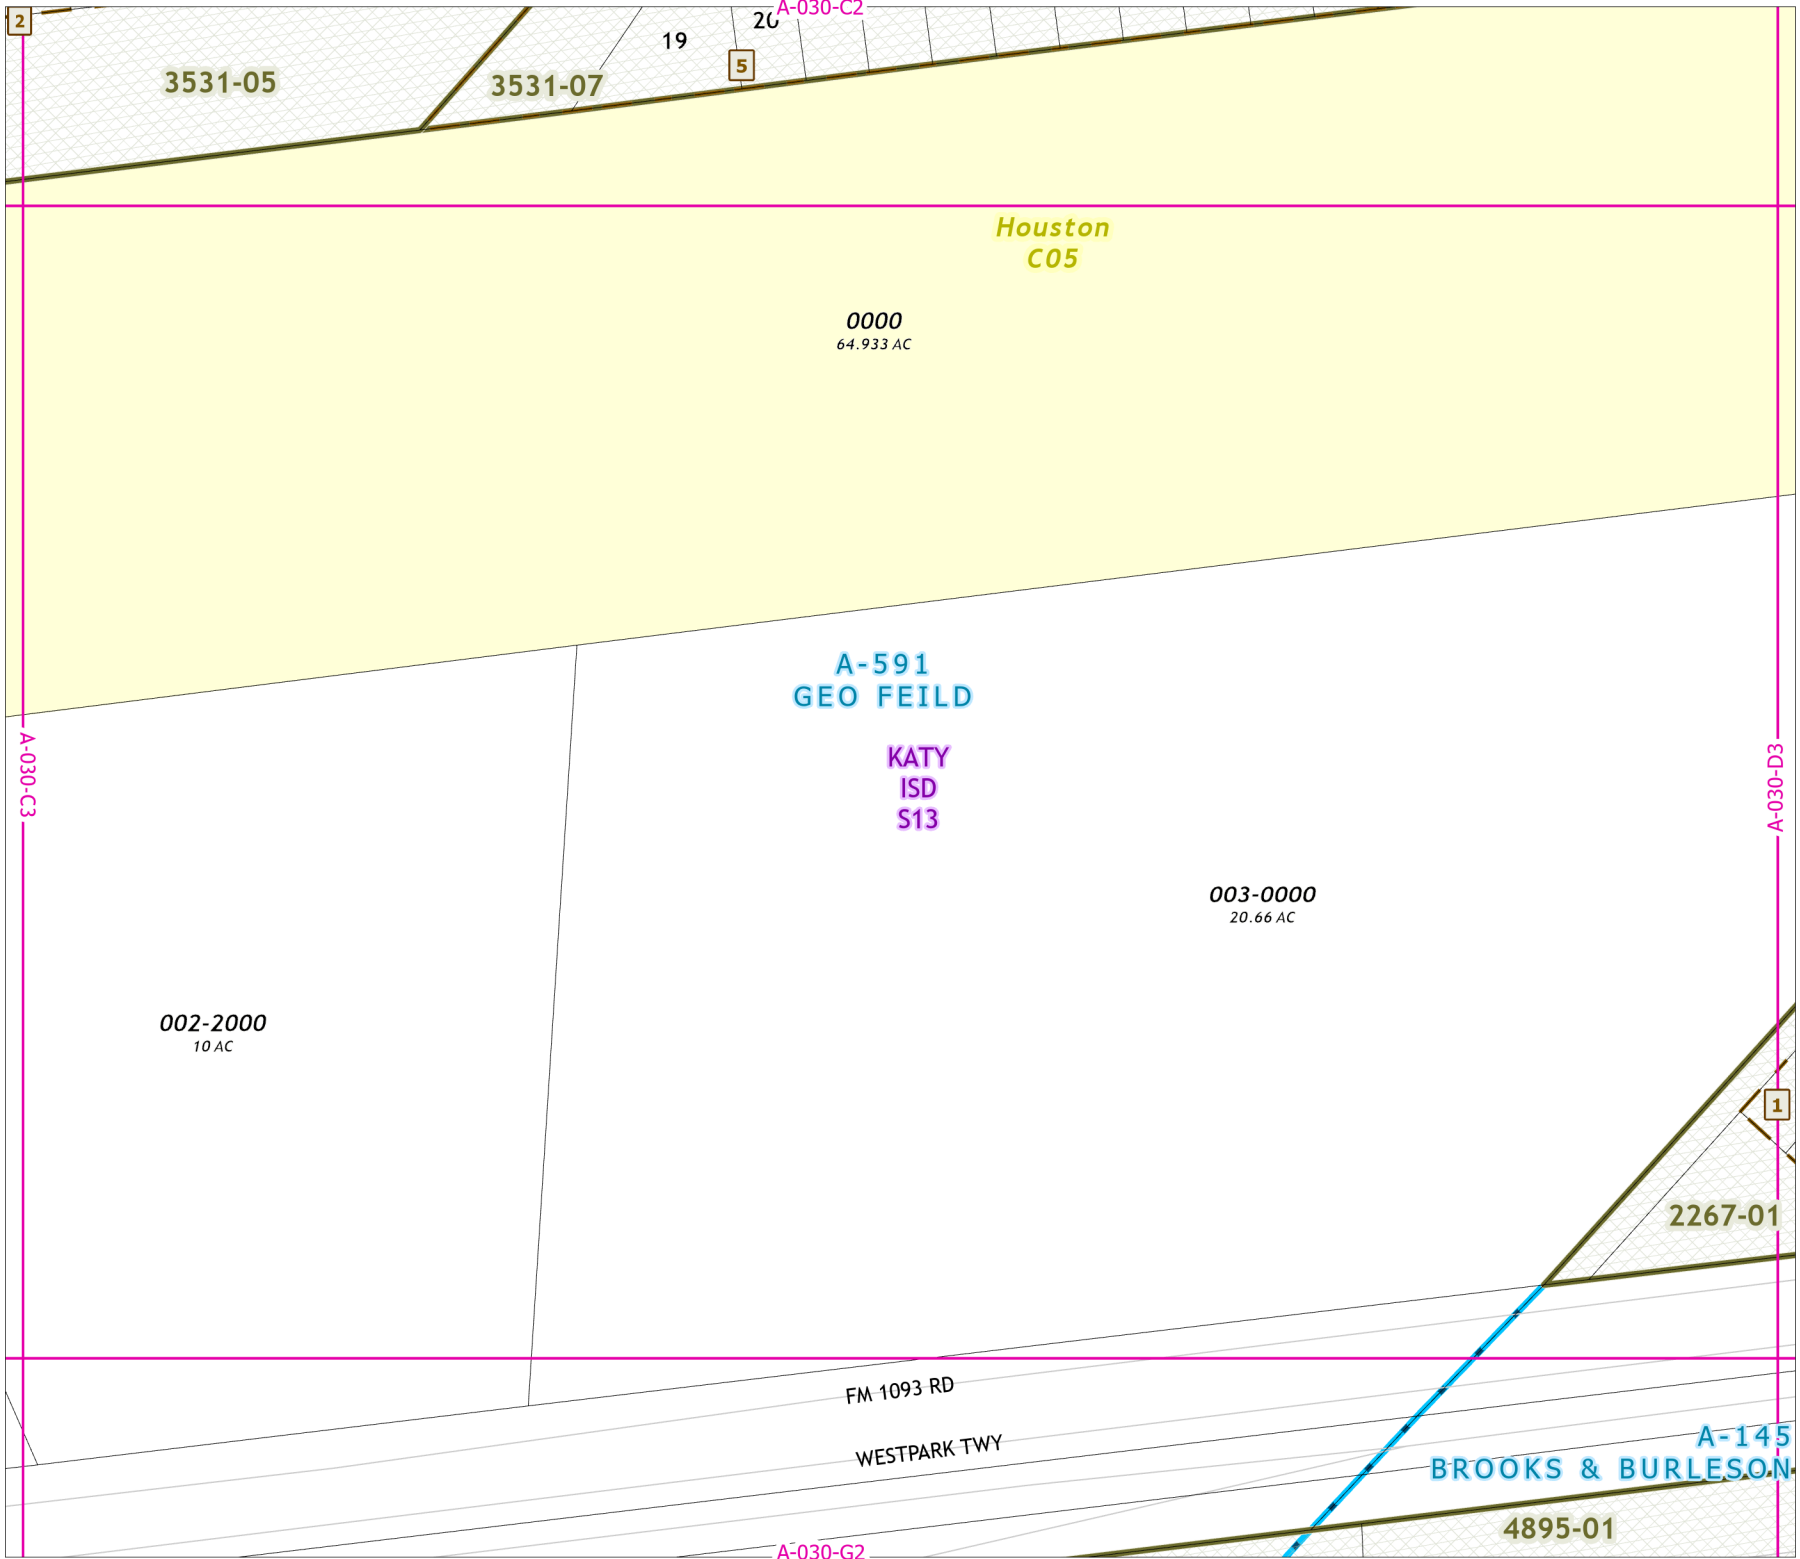 2
A-030-C2
20
19
5
3531-05
3531-07
Houston
C05
0000
64.933 AC
A-591
GEO FEILD
KATY
ISD
S13
A-030-C3
A-030-D3
003-0000
20.66 AC
002-2000
10 AC
1
2267-01
FM 1093 RD
WESTPARK TWY
A-145
BROOKS & BURLESON
4895-01
A-030-G2